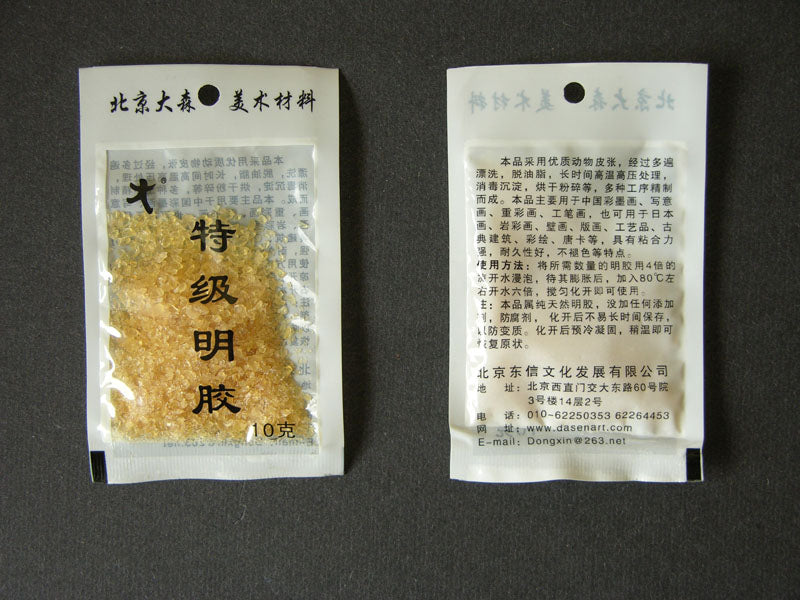 北京大森 美术材料
大
特级明胶
10克
本品采用优质动物皮张，经过多遍
漂洗，脱油脂，长时间高温高压处理，
消毒沉淀，烘干粉碎等，多种工序精制
而成。本品主要用于中国彩墨画、写意
画、重彩画、工笔画，也可用于日本
画、岩彩画、壁画、版画、工艺品、古
典建筑、彩绘、唐卡等，具有粘合力
强，耐久性好，不褪色等特点。
使用方法：将所需数量的明胶用4倍的
凉开水浸泡，待其膨胀后，加入80℃左
右开水六倍，搅匀化开即可使用。
注：本品属纯天然明胶，没加任何添加
剂，防腐剂，化开后不易长时间保存，
以防变质。化开后预冷凝固，稍温即可
恢复原状。
北京东信文化发展有限公司
地 址：北京西直门交大东路60号院
3号楼14层2号
电 话：010-62250353 62264453
网 址：www.dasenart.com
E-mail：Dongxin@263.net